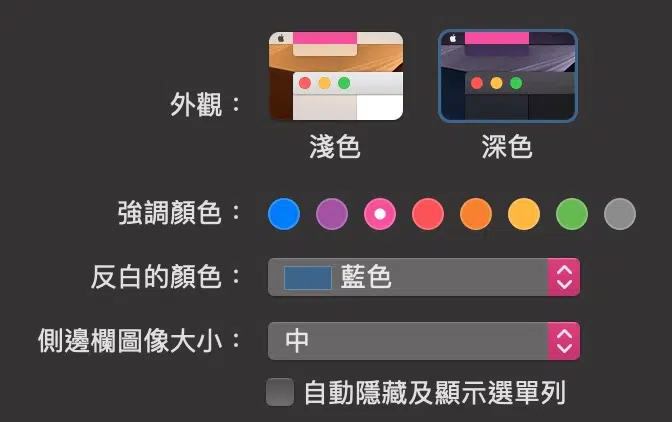 外觀：
淺色
深色
強調顏色：
反白的顏色：
藍色
側邊欄圖像大小：
中
自動隱藏及顯示選單列